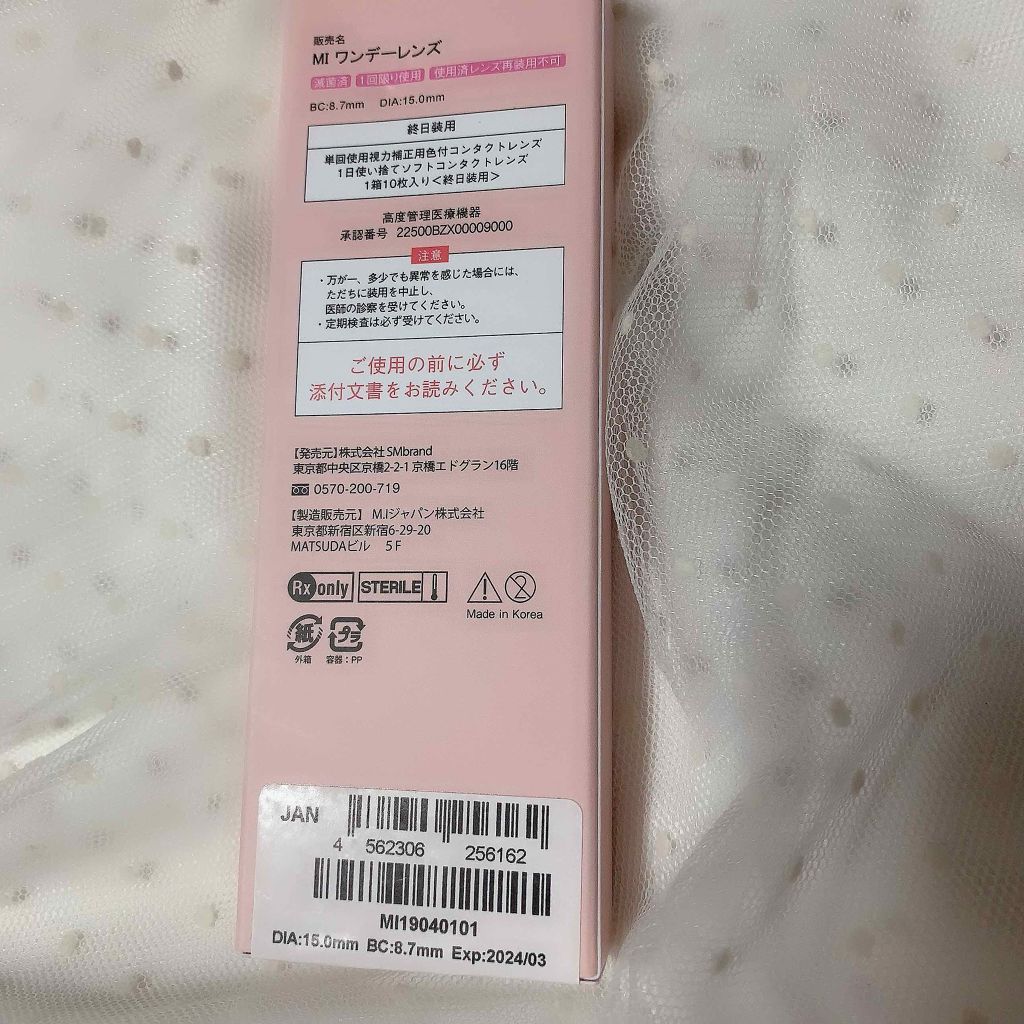 販売名
MI ワンデーレンズ
滅菌済 1回限り使用 使用済レンズ再装用不可
BC:8.7mm DIA:15.0mm
終日装用
単回使用視力補正用色付コンタクトレンズ
1日使い捨てソフトコンタクトレンズ
1箱10枚入り＜終日装用＞
高度管理医療機器
承認番号 22500BZX00009000
注意
・万が一、多少でも異常を感じた場合には、
ただちに装用を中止し、
医師の診察を受けてください。
・定期検査は必ず受けてください。
ご使用の前に必ず
添付文書をお読みください。
【発売元】株式会社SMbrand
東京都中央区京橋2-2-1 京橋エドグラン16階
0570-200-719
【製造販売元】 M.Iジャパン株式会社
東京都新宿区新宿6-29-20
MATSUDAビル 5F
Rx only STERILE 2
Made in Korea
紙 プラ
外箱 容器：PP
JAN
4 562306 256162
MI19040101
DIA:15.0mm BC:8.7mm Exp:2024/03